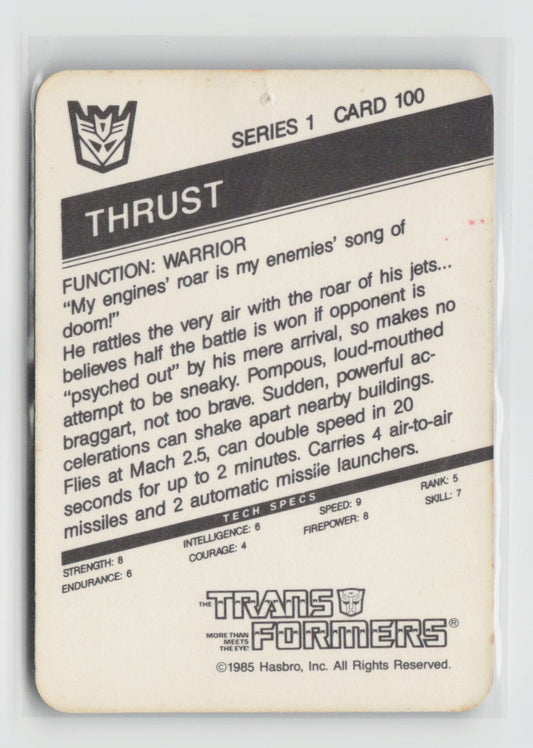 SERIES 1 CARD 100
THRUST
FUNCTION: WARRIOR
“My engines’ roar is my enemies’ song of
doom!”
He rattles the very air with the roar of his jets...
believes half the battle is won if opponent is
“psyched out” by his mere arrival, so makes no
attempt to be sneaky. Pompous, loud-mouthed
braggart, not too brave. Sudden, powerful ac-
celerations can shake apart nearby buildings.
Flies at Mach 2.5, can double speed in 20
seconds for up to 2 minutes. Carries 4 air-to-air
missiles and 2 automatic missile launchers.
TECH SPECS
STRENGTH: 8 INTELLIGENCE: 6 SPEED: 9 RANK: 5
ENDURANCE: 6 COURAGE: 4 FIREPOWER: 8 SKILL: 7
THE TRANSFORMERS®
MORE THAN
MEETS
THE EYE!
©1985 Hasbro, Inc. All Rights Reserved.